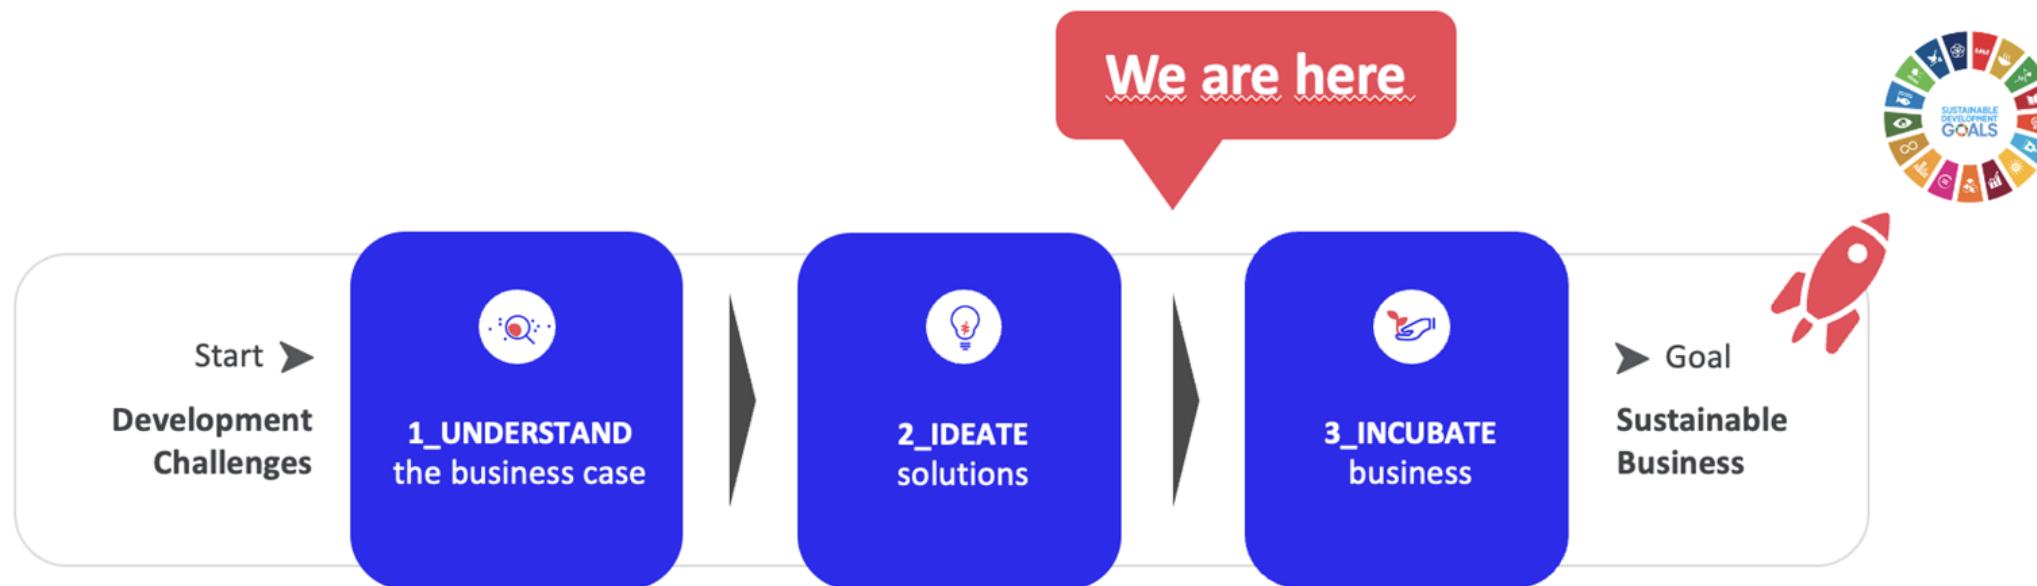 We are here
SUSTAINABLE
DEVELOPMENT
GOALS
Start
Development
Challenges
1_UNDERSTAND
the business case
2_IDEATE
solutions
3_INCUBATE
business
Goal
Sustainable
Business